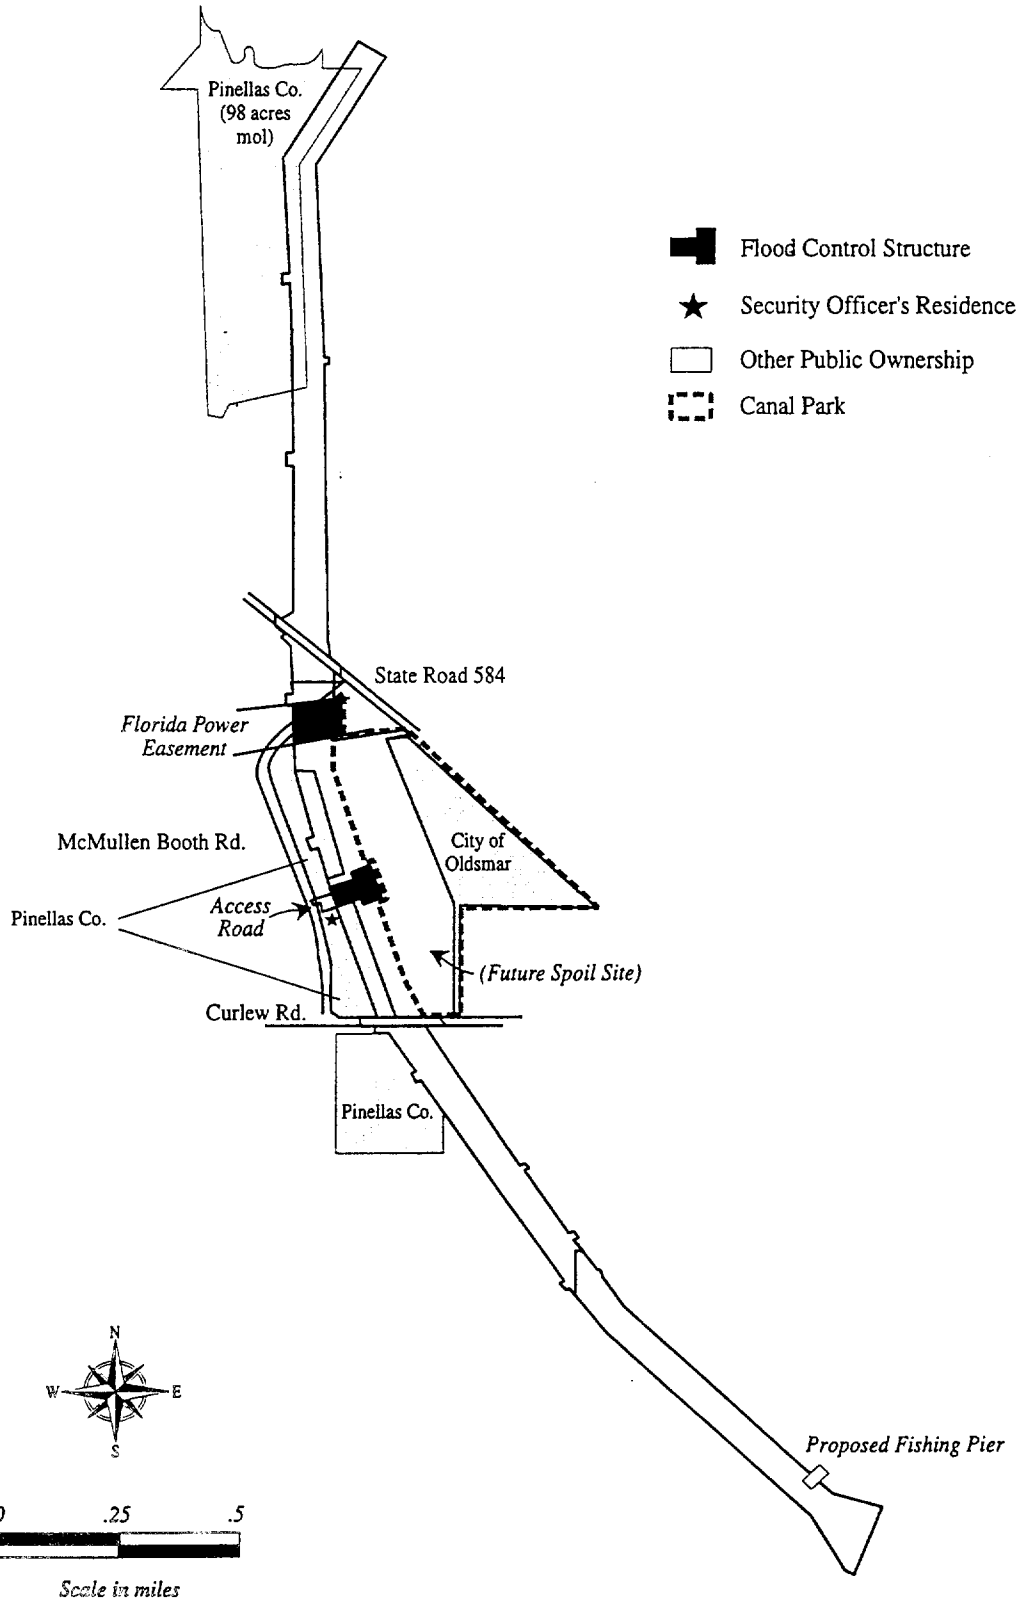 Pinellas Co.
(98 acres
mol)
Flood Control Structure
Security Officer's Residence
Other Public Ownership
Canal Park
State Road 584
Florida Power
Easement
McMullen Booth Rd.
City of
Oldsmar
Pinellas Co.
Access
Road
(Future Spoil Site)
Curlew Rd.
Pinellas Co.
N
W
E
S
Proposed Fishing Pier
0
.25
.5
Scale in miles